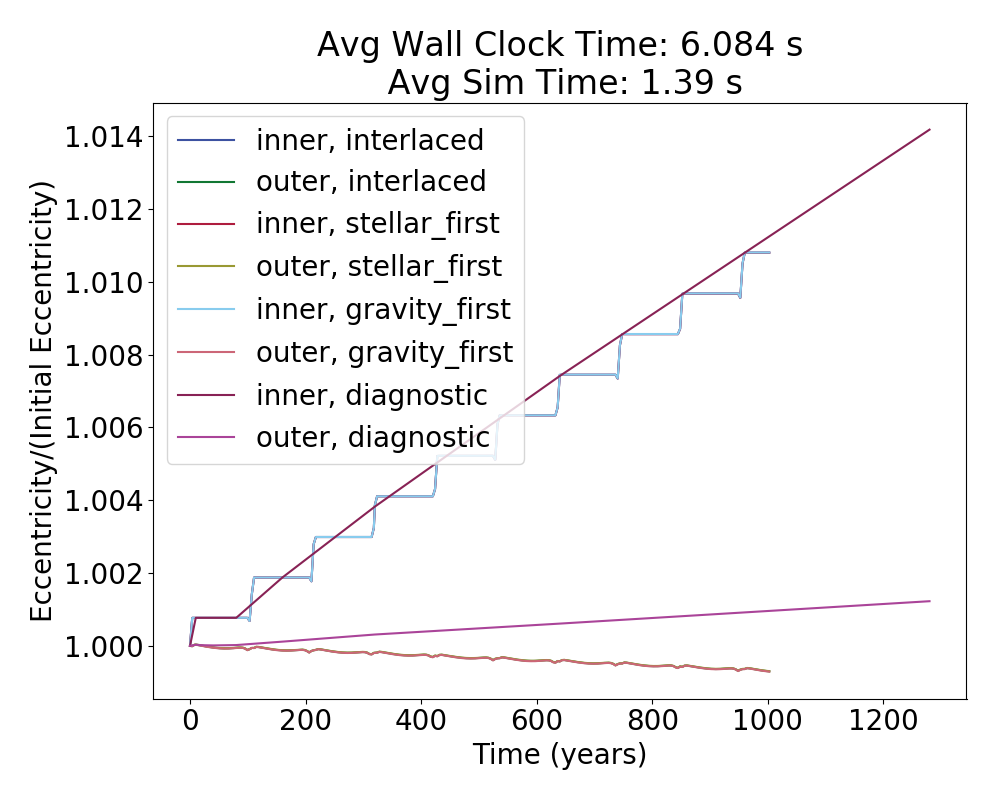 Avg Wall Clock Time: 6.084 s
Avg Sim Time: 1.39 s
Eccentricity/(Initial Eccentricity)
1.014
1.012
1.010
1.008
1.006
1.004
1.002
1.000
inner, interlaced
outer, interlaced
inner, stellar_first
outer, stellar_first
inner, gravity_first
outer, gravity_first
inner, diagnostic
outer, diagnostic
0 200 400 600 800 1000 1200
Time (years)